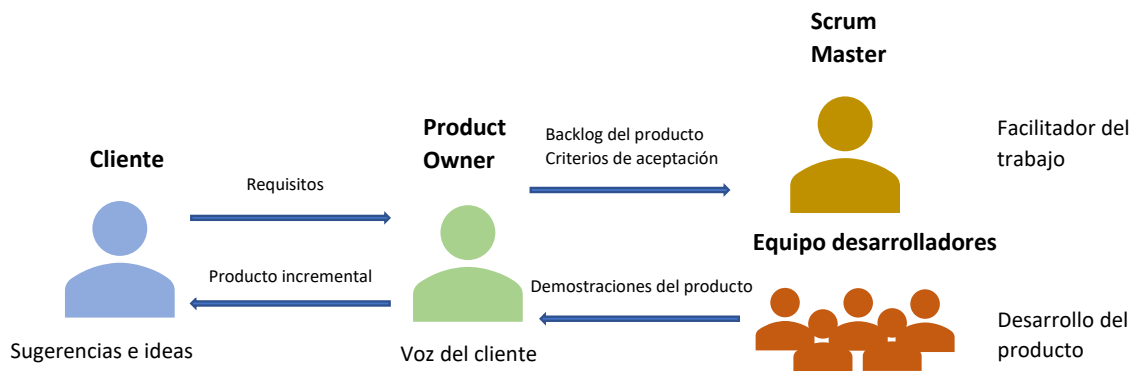 Scrum
Master
Facilitador del
trabajo
Product
Owner
Backlog del producto
Criterios de aceptación
Cliente
Requisitos
Equipo desarrolladores
Producto incremental
Demostraciones del producto
Sugerencias e ideas
Voz del cliente
Desarrollo del
producto